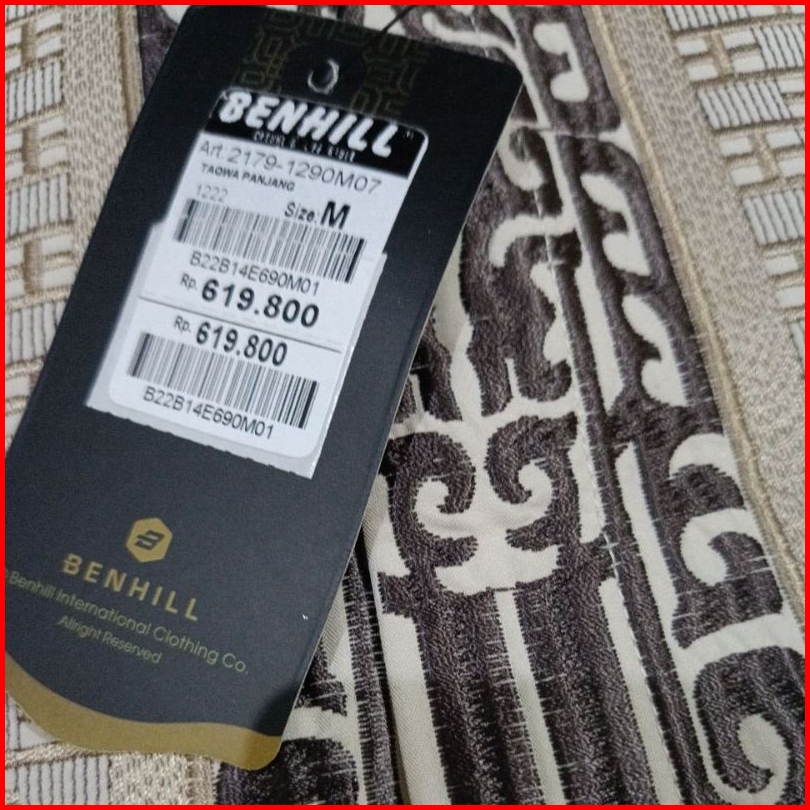 BENHILL
Art: 2179-1290M07
TAQWA PANJANG
1222
Size: M
B22B14E690M01
Rp. 619.800
Rp. 619.800
B22B14E690M01
BENHILL
© Benhill International Clothing Co.
Allright Reserved